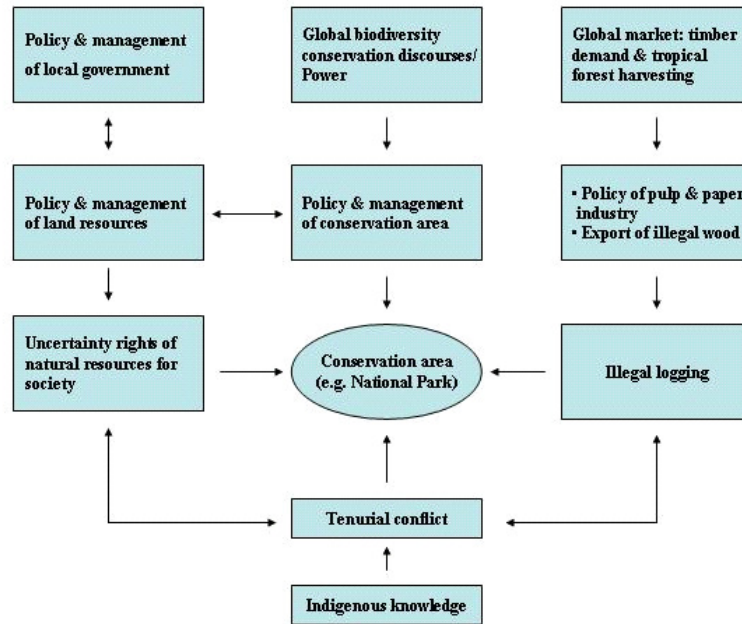 Policy & management
of local government
Global biodiversity
conservation discourses/
Power
Global market: timber
demand & tropical
forest harvesting
Policy & management
of land resources
Policy & management
of conservation area
▪ Policy of pulp & paper
industry
▪ Export of illegal wood
Uncertainty rights of
natural resources for
society
Conservation area
(e.g. National Park)
Illegal logging
Tenurial conflict
Indigenous knowledge